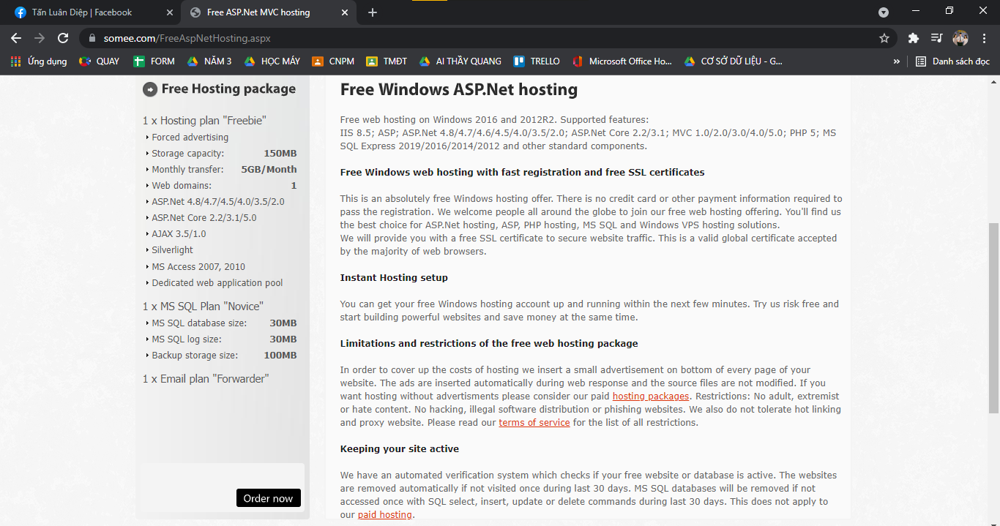 Tấn Luân Diệp | Facebook
Free ASP.Net MVC hosting
somee.com/FreeAspNetHosting.aspx
Ứng dụng
QUAY
FORM
NĂM 3
HỌC MÁY
CNPM
TMĐT
AI THẦY QUANG
TRELLO
Microsoft Office Ho...
CƠ SỞ DỮ LIỆU - G...
»
Danh sách đọc
Free Hosting package
1 x Hosting plan "Freebie"
Forced advertising
Storage capacity: 150MB
Monthly transfer: 5GB/Month
Web domains: 1
ASP.Net 4.8/4.7/4.5/4.0/3.5/2.0
ASP.Net Core 2.2/3.1/5.0
AJAX 3.5/1.0
Silverlight
MS Access 2007, 2010
Dedicated web application pool
1 x MS SQL Plan "Novice"
MS SQL database size: 30MB
MS SQL log size: 30MB
Backup storage size: 100MB
1 x Email plan "Forwarder"
Order now
Free Windows ASP.Net hosting
Free web hosting on Windows 2016 and 2012R2. Supported features:
IIS 8.5; ASP; ASP.Net 4.8/4.7/4.6/4.5/4.0/3.5/2.0; ASP.Net Core 2.2/3.1; MVC 1.0/2.0/3.0/4.0/5.0; PHP 5; MS
SQL Express 2019/2016/2014/2012 and other standard components.
Free Windows web hosting with fast registration and free SSL certificates
This is an absolutely free Windows hosting offer. There is no credit card or other payment information required to
pass the registration. We welcome people all around the globe to join our free web hosting offering. You'll find us
the best choice for ASP.Net hosting, ASP, PHP hosting, MS SQL and Windows VPS hosting solutions.
We will provide you with a free SSL certificate to secure website traffic. This is a valid global certificate accepted
by the majority of web browsers.
Instant Hosting setup
You can get your free Windows hosting account up and running within the next few minutes. Try us risk free and
start building powerful websites and save money at the same time.
Limitations and restrictions of the free web hosting package
In order to cover up the costs of hosting we insert a small advertisement on bottom of every page of your
website. The ads are inserted automatically during web response and the source files are not modified. If you
want hosting without advertisments please consider our paid hosting packages. Restrictions: No adult, extremist
or hate content. No hacking, illegal software distribution or phishing websites. We also do not tolerate hot linking
and proxy website. Please read our terms of service for the list of all restrictions.
Keeping your site active
We have an automated verification system which checks if your free website or database is active. The websites
are removed automatically if not visited once during last 30 days. MS SQL databases will be removed if not
accessed once with SQL select, insert, update or delete commands during last 30 days. This does not apply to
our paid hosting.